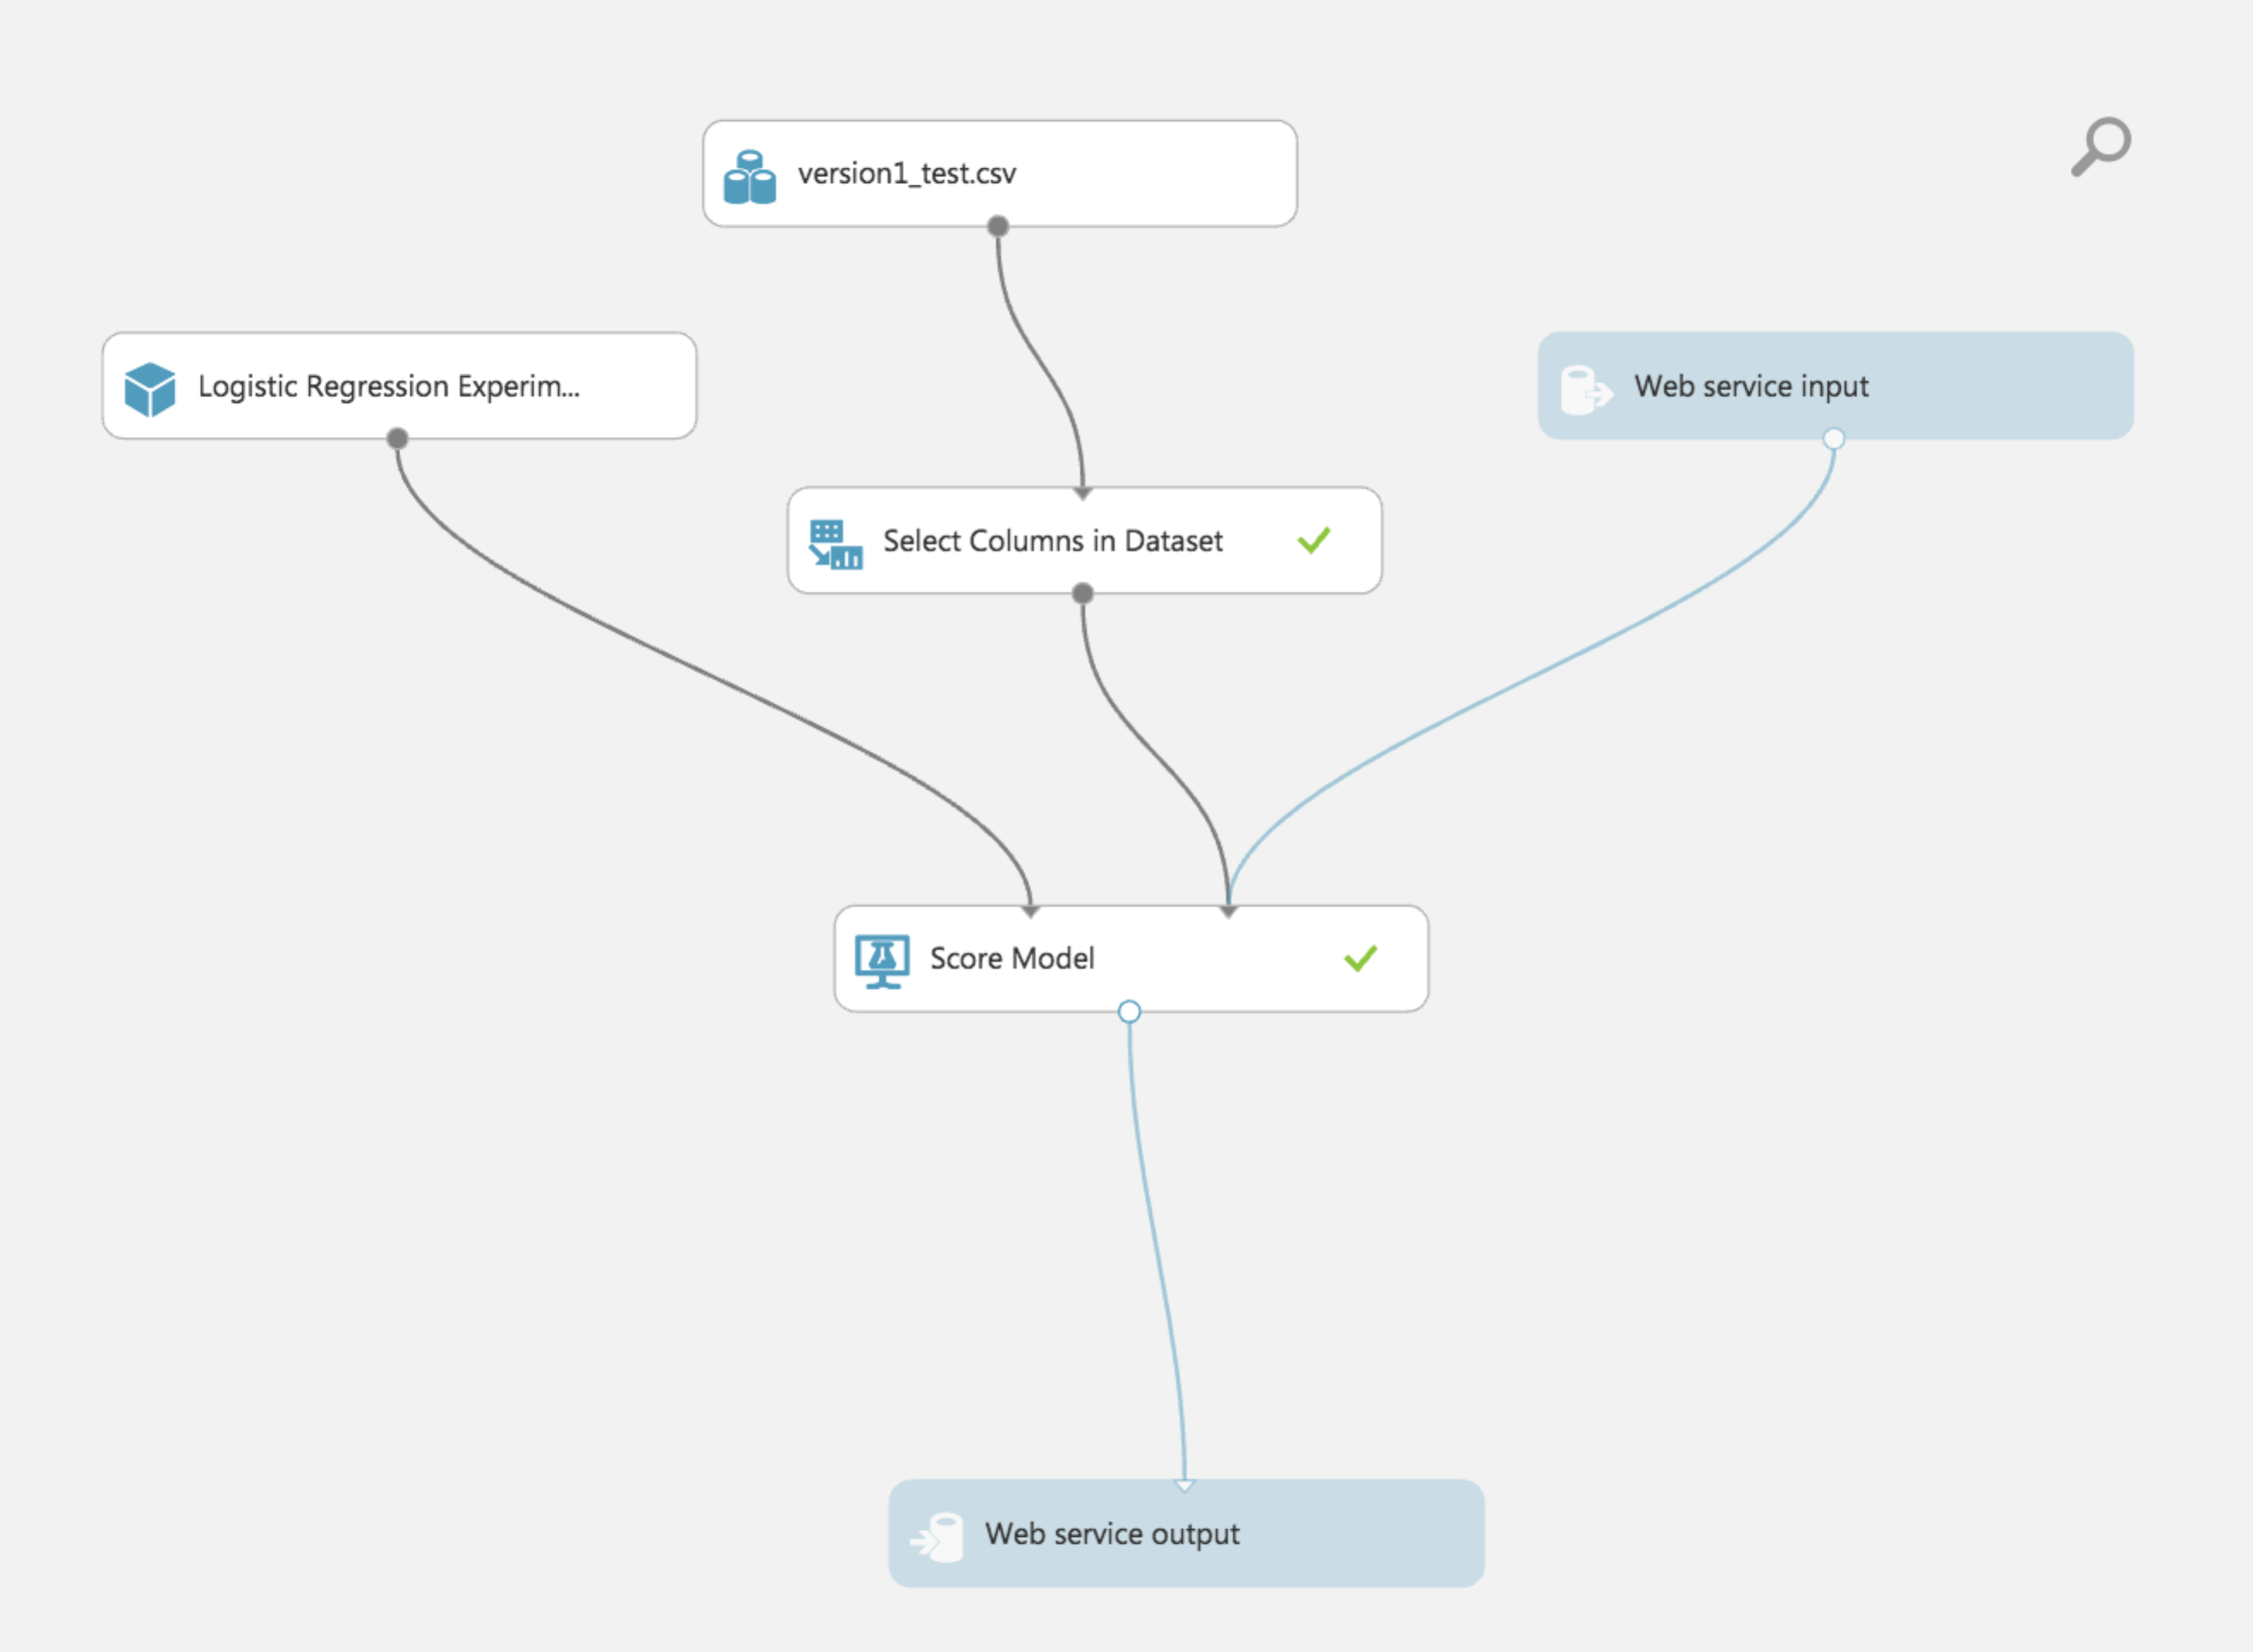 version1_test.csv
Logistic Regression Experim...
Web service input
Select Columns in Dataset
Score Model
Web service output